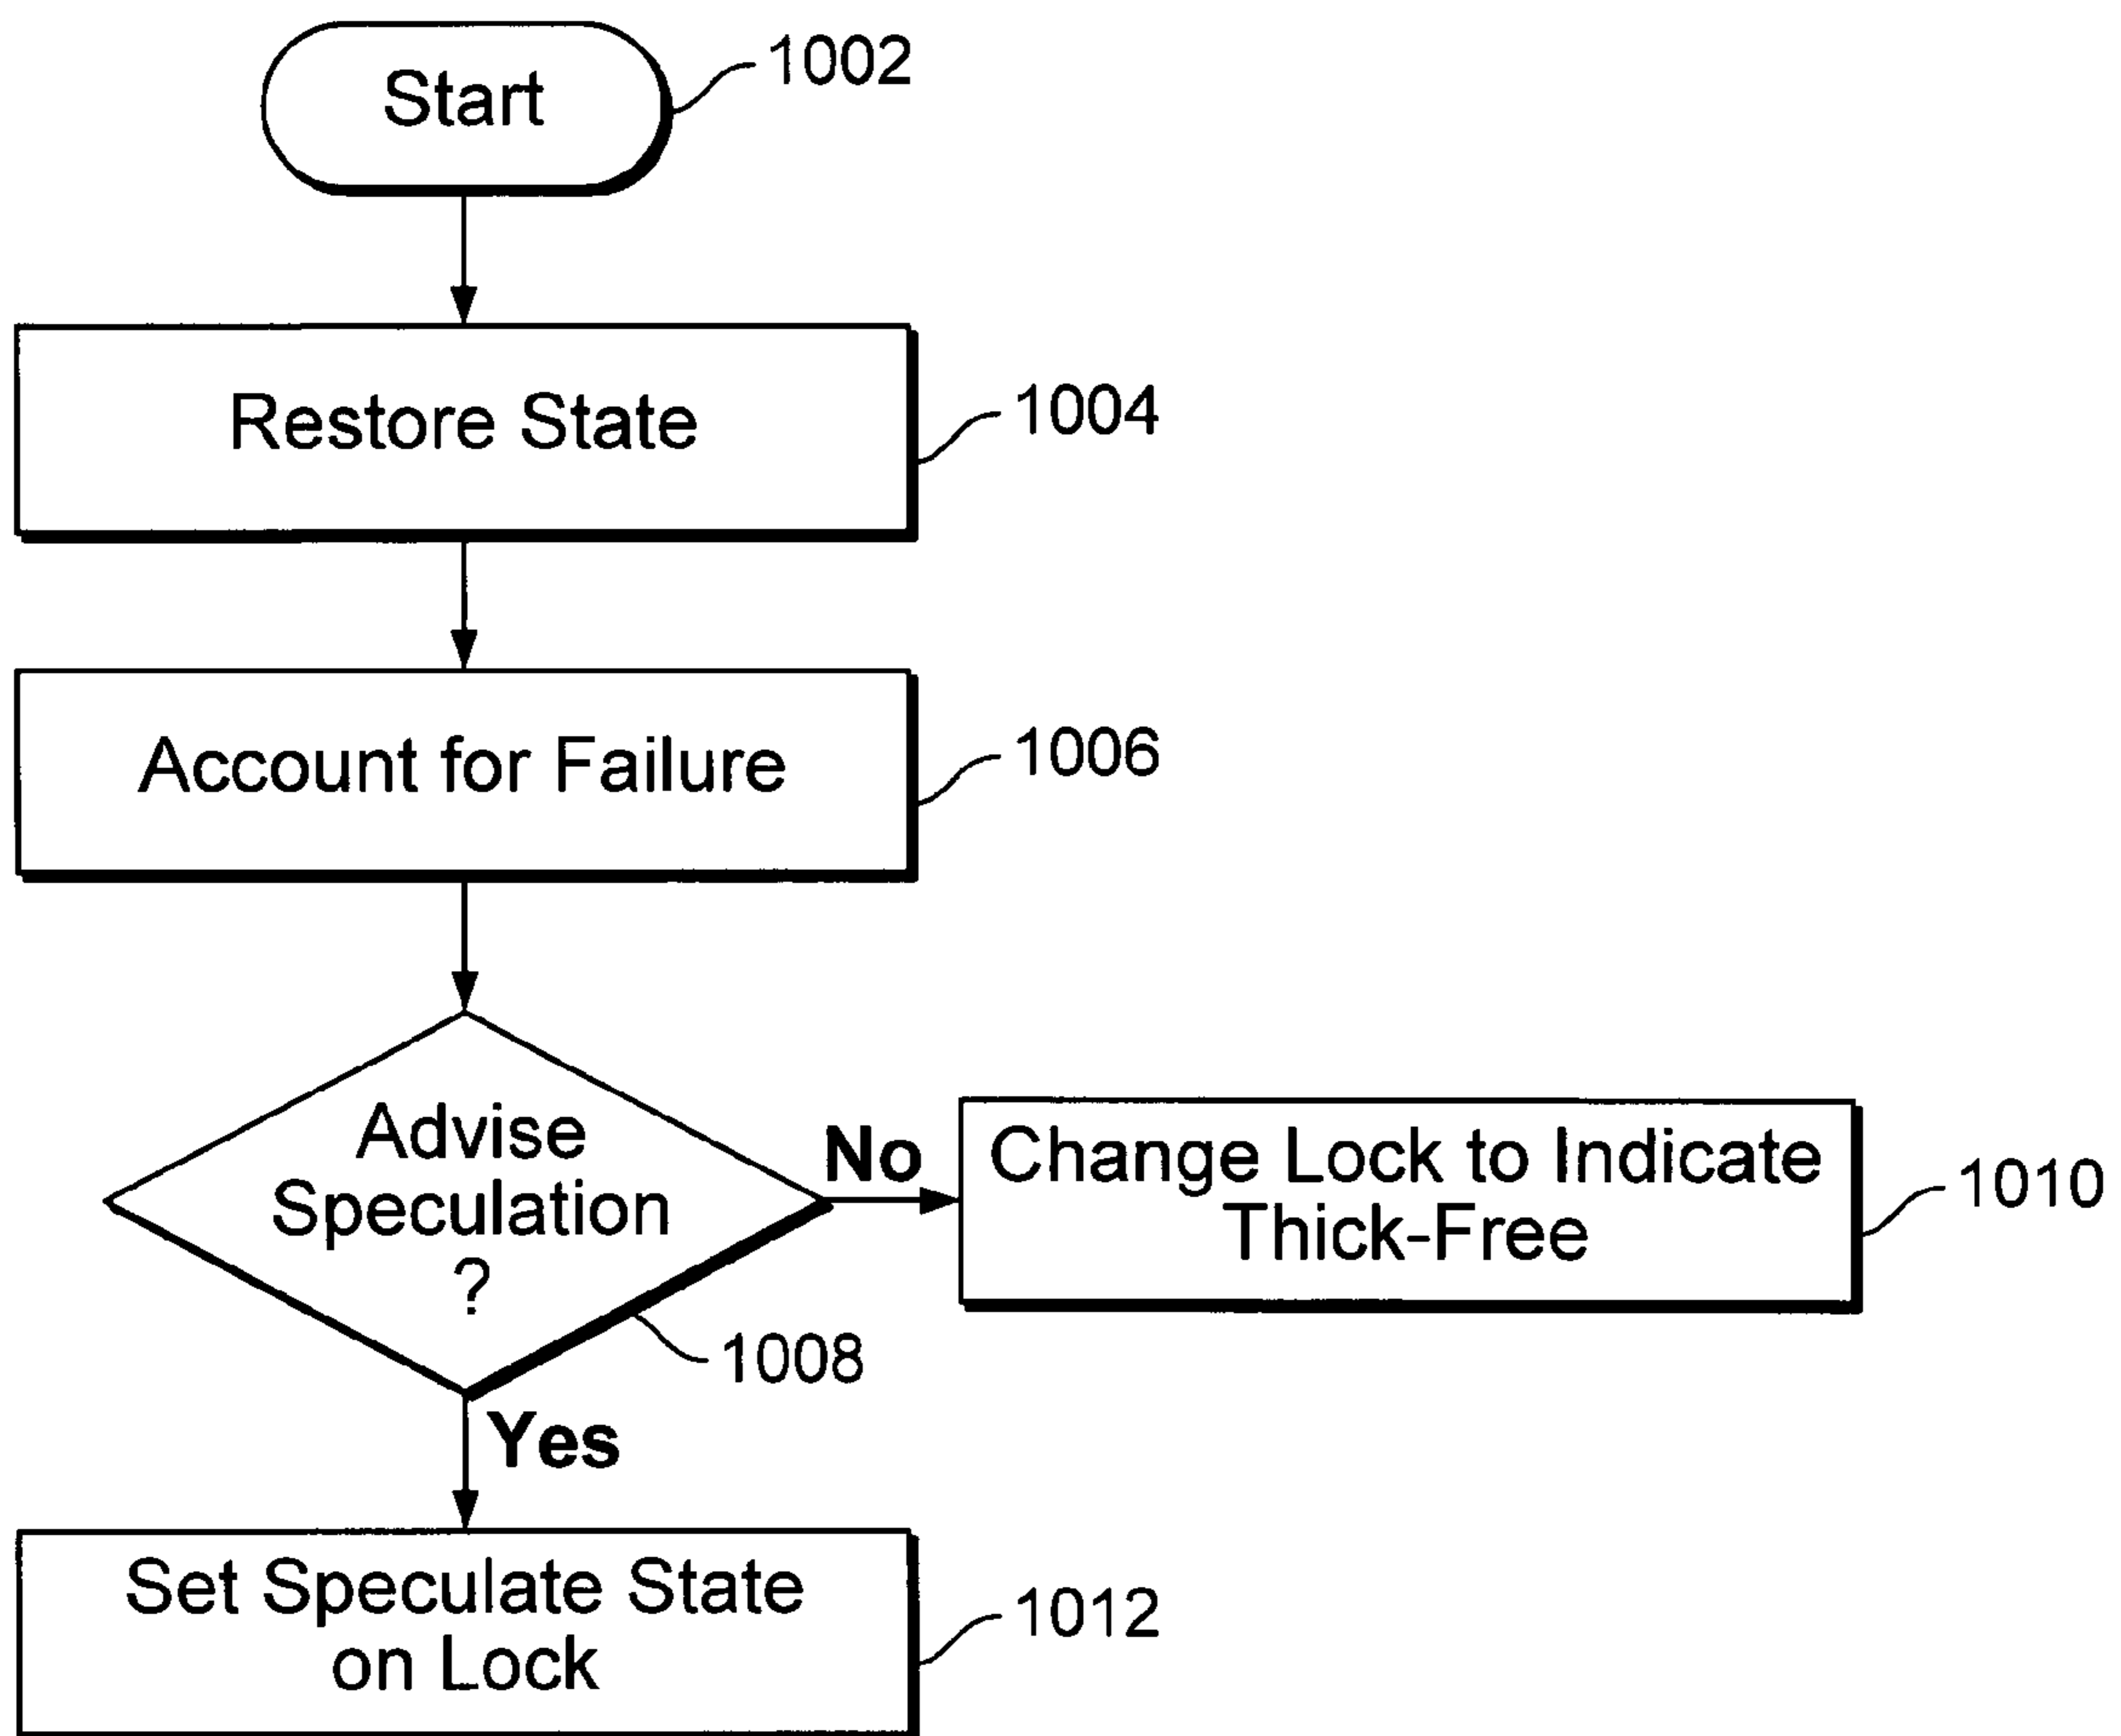 Start
1002
Restore State
1004
Account for Failure
1006
Advise
Speculation
?
1008
No
Change Lock to Indicate
Thick-Free
1010
Yes
Set Speculate State
on Lock
1012